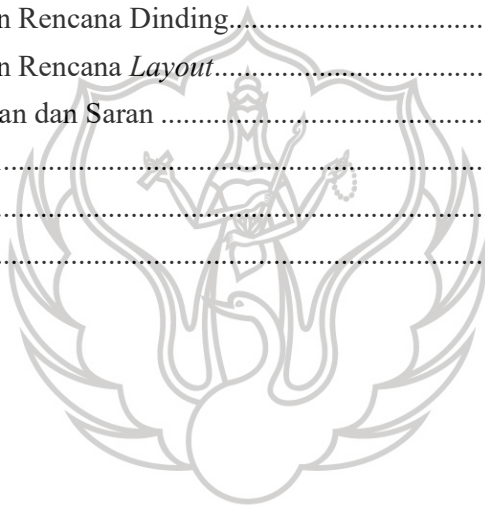 n Rencana Dinding...................................
n Rencana Layout.....................................
an dan Saran ............................................
....................................................................
....................................................................
....................................................................